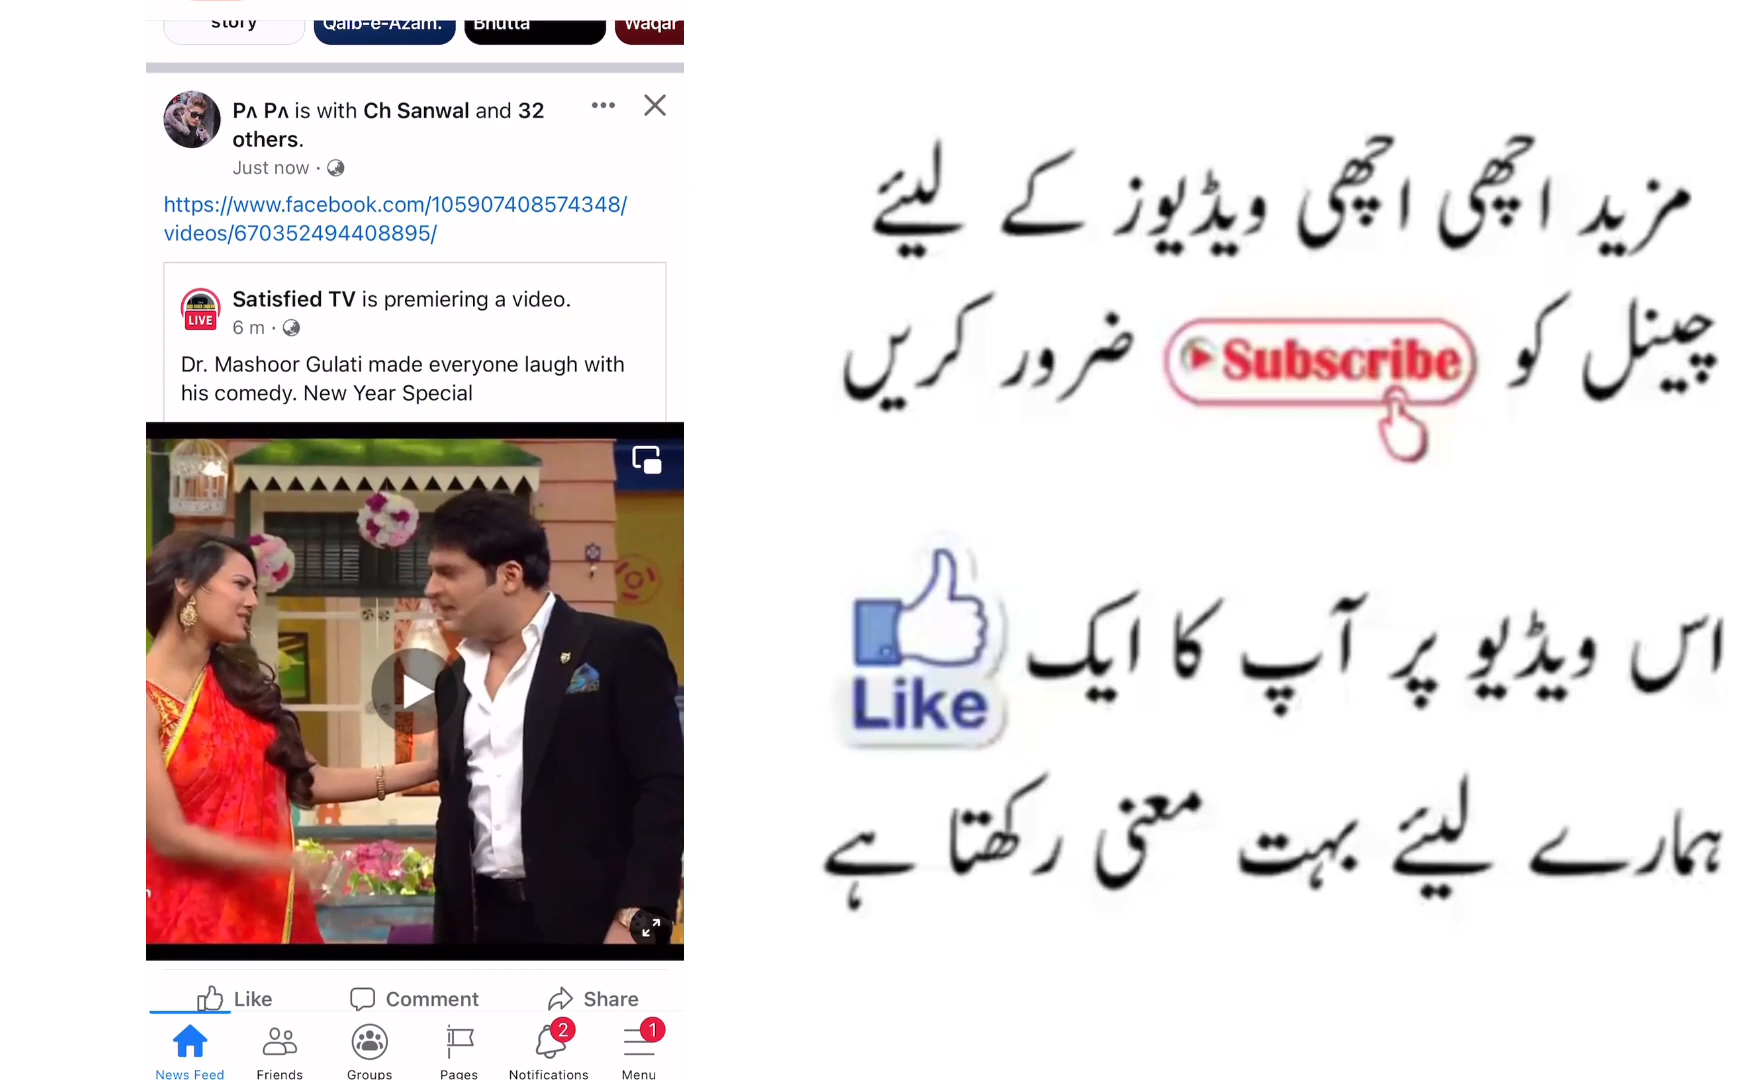 story
Qalb-e-Azam.
Bhutta
Waqar
Pʌ Pʌ is with Ch Sanwal and 32
others.
Just now ·
https://www.facebook.com/105907408574348/
videos/670352494408895/
LIVE
Satisfied TV is premiering a video.
6 m ·
Dr. Mashoor Gulati made everyone laugh with
his comedy. New Year Special
Like
Comment
Share
2
1
News Feed
Friends
Groups
Pages
Notifications
Menu
مزید اچھی اچھی ویڈیوز کے لیئے
چینل کو Subscribe ضرور کریں
اس ویڈیو پر آپ کا ایک Like
ہمارے لیئے بہت معنی رکھتا ہے